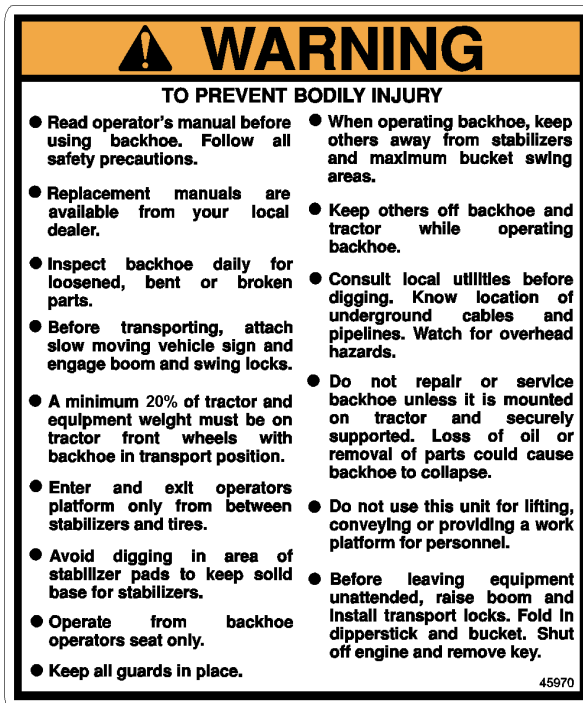 WARNING
TO PREVENT BODILY INJURY
● Read operator's manual before
using backhoe. Follow all
safety precautions.
● Replacement manuals are
available from your local
dealer.
● Inspect backhoe daily for
loosened, bent or broken
parts.
● Before transporting, attach
slow moving vehicle sign and
engage boom and swing locks.
● A minimum 20% of tractor and
equipment weight must be on
tractor front wheels with
backhoe in transport position.
● Enter and exit operators
platform only from between
stabilizers and tires.
● Avoid digging in area of
stabilizer pads to keep solid
base for stabilizers.
● Operate from backhoe
operators seat only.
● Keep all guards in place.
● When operating backhoe, keep
others away from stabilizers
and maximum bucket swing
areas.
● Keep others off backhoe and
tractor while operating
backhoe.
● Consult local utilities before
digging. Know location of
underground cables and
pipelines. Watch for overhead
hazards.
● Do not repair or service
backhoe unless it is mounted
on tractor and securely
supported. Loss of oil or
removal of parts could cause
backhoe to collapse.
● Do not use this unit for lifting,
conveying or providing a work
platform for personnel.
● Before leaving equipment
unattended, raise boom and
install transport locks. Fold in
dipperstick and bucket. Shut
off engine and remove key.
45970